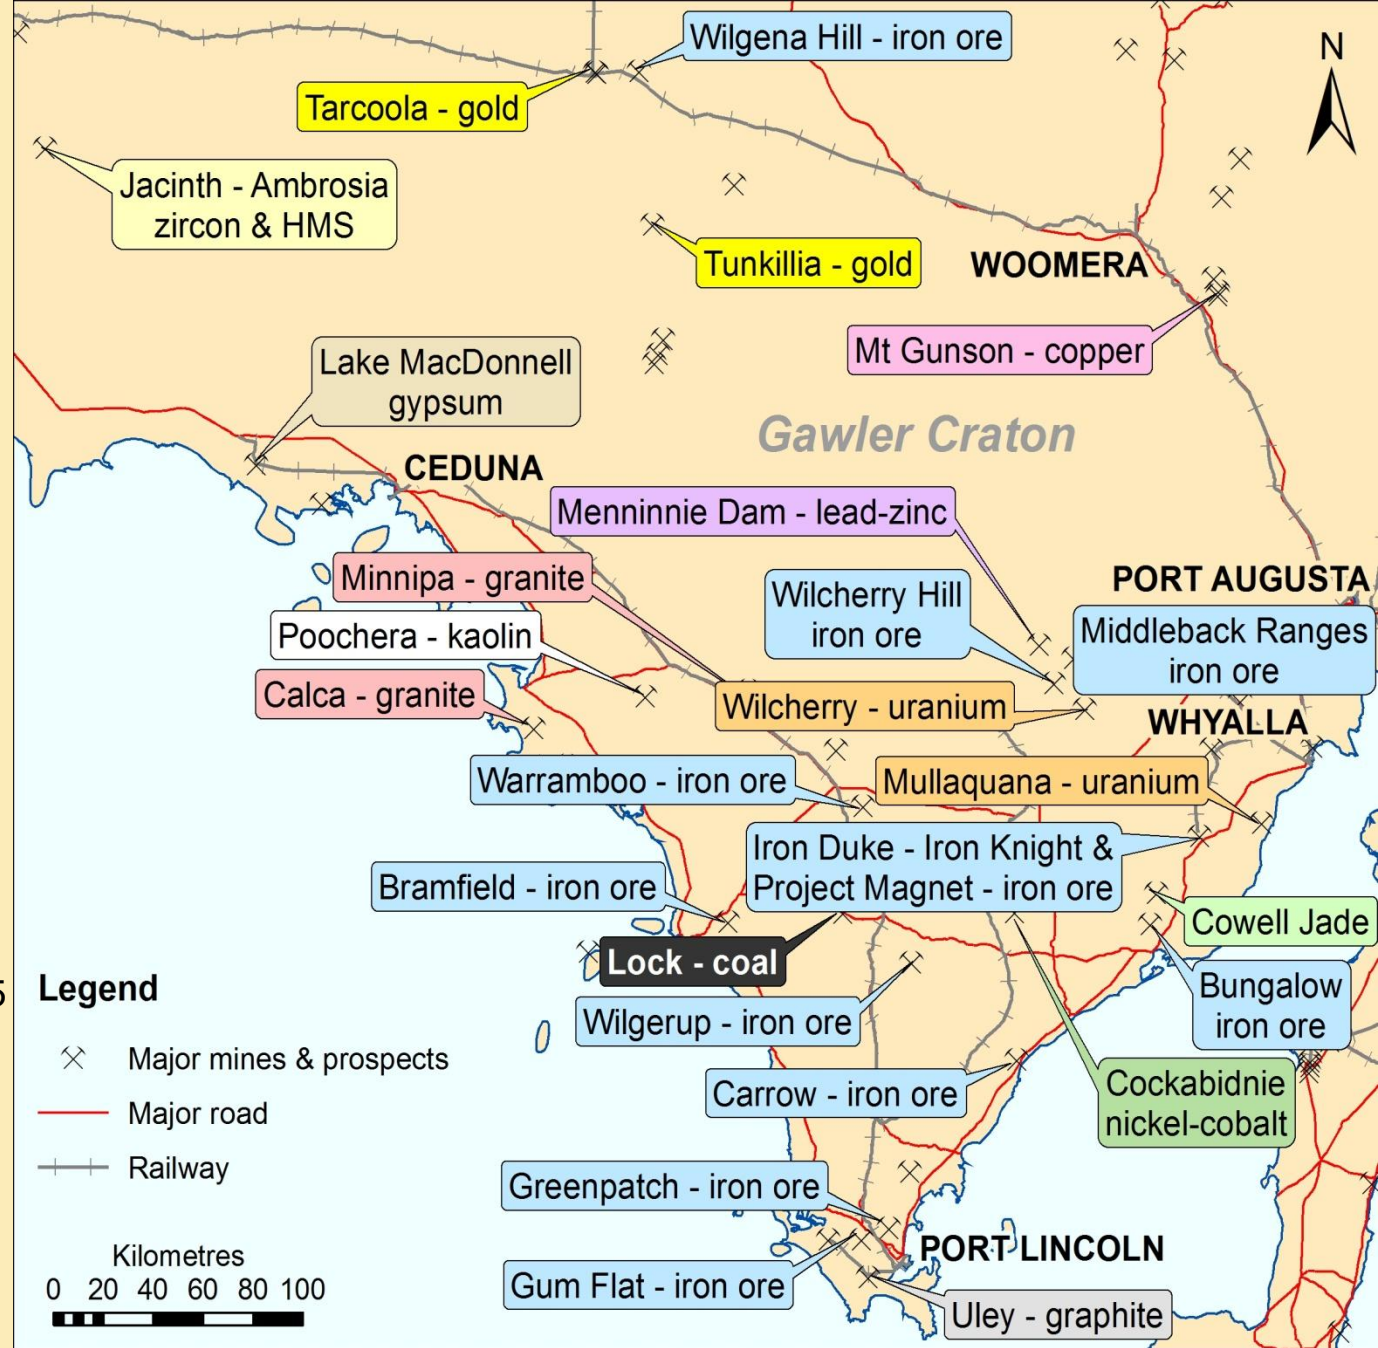 Wilgena Hill - iron ore
N
Tarcoola - gold
Jacinth - Ambrosia
zircon & HMS
Tunkillia - gold
WOOMERA
Mt Gunson - copper
Lake MacDonnell
gypsum
Gawler Craton
CEDUNA
Menninnie Dam - lead-zinc
Minnipa - granite
PORT AUGUSTA
Wilcherry Hill
iron ore
Middleback Ranges
iron ore
Poochera - kaolin
Calca - granite
Wilcherry - uranium
WHYALLA
Warramboo - iron ore
Mullaquana - uranium
Iron Duke - Iron Knight &
Project Magnet - iron ore
Bramfield - iron ore
Cowell Jade
Lock - coal
Bungalow
iron ore
Wilgerup - iron ore
Carrow - iron ore
Cockabidnie
nickel-cobalt
Greenpatch - iron ore
PORT LINCOLN
Gum Flat - iron ore
Uley - graphite
5
Legend
Major mines & prospects
Major road
Railway
Kilometres
0 20 40 60 80 100